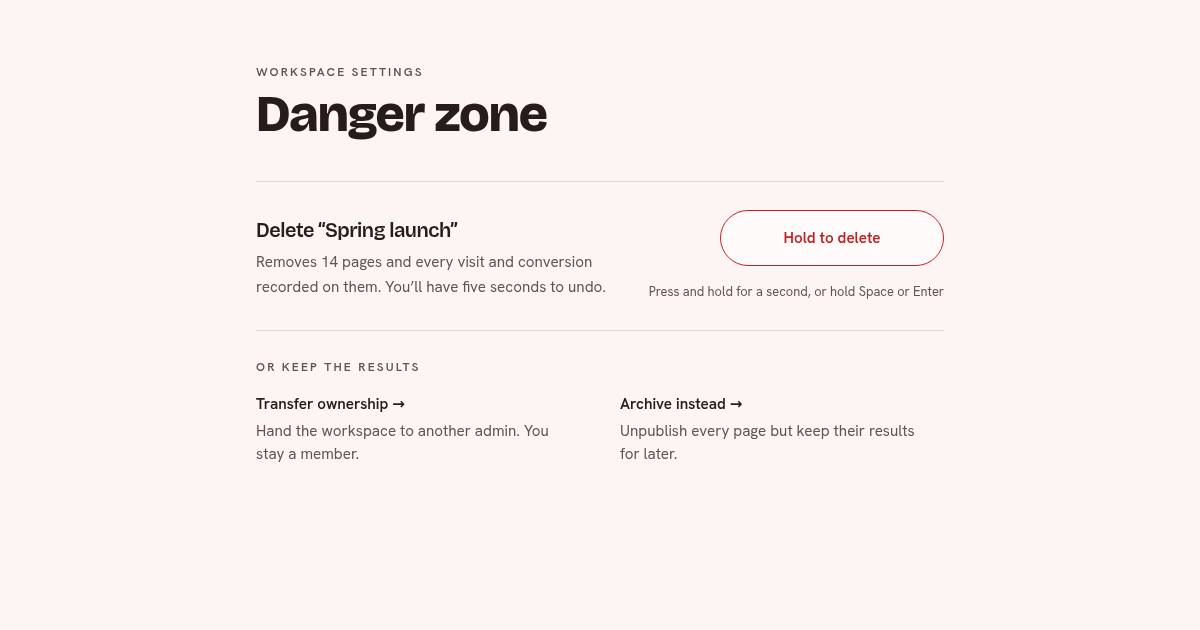 WORKSPACE SETTINGS
Danger zone
Delete “Spring launch”
Removes 14 pages and every visit and conversion
recorded on them. You’ll have five seconds to undo.
Hold to delete
Press and hold for a second, or hold Space or Enter
OR KEEP THE RESULTS
Transfer ownership →
Hand the workspace to another admin. You
stay a member.
Archive instead →
Unpublish every page but keep their results
for later.